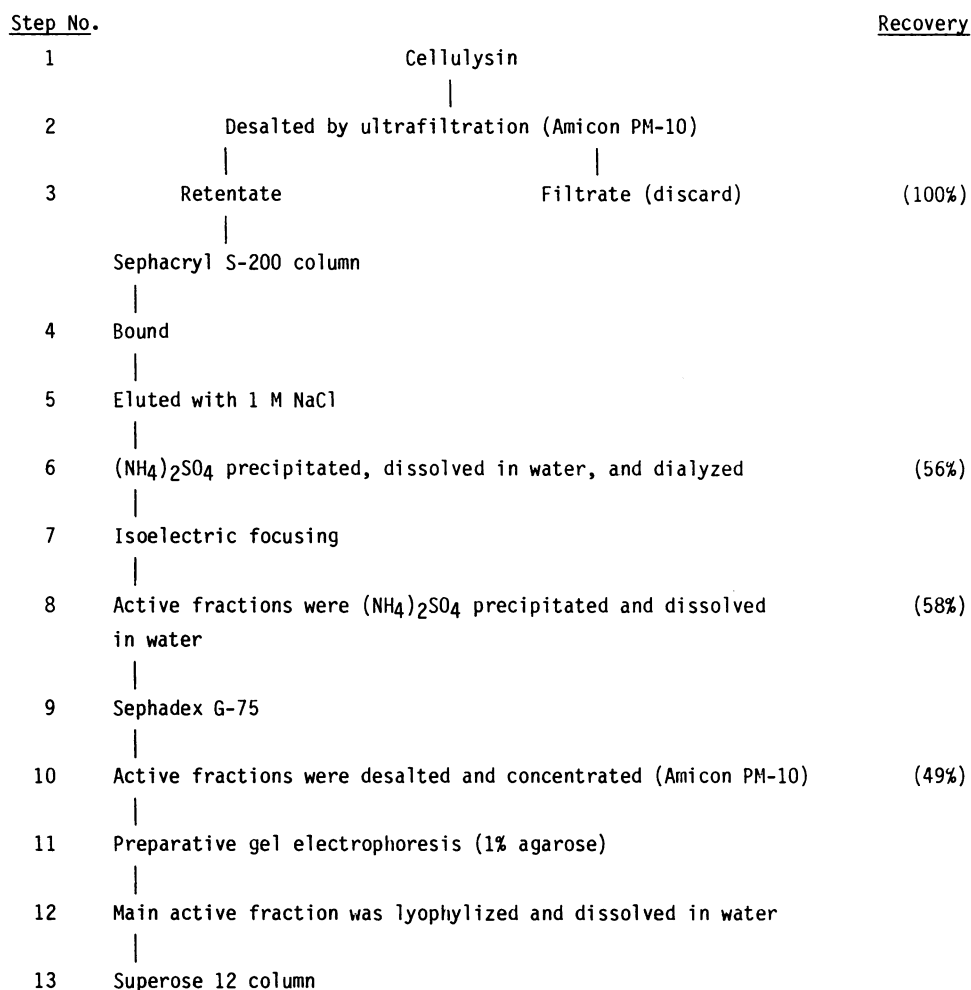 Step No. Recovery
1 Cellulysin
2 Desalted by ultrafiltration (Amicon PM-10)
3 Retentate Filtrate (discard) (100%)
Sephacryl S-200 column
4 Bound
5 Eluted with 1 M NaCl
6 (NH4)2SO4 precipitated, dissolved in water, and dialyzed (56%)
7 Isoelectric focusing
8 Active fractions were (NH4)2SO4 precipitated and dissolved (58%)
in water
9 Sephadex G-75
10 Active fractions were desalted and concentrated (Amicon PM-10) (49%)
11 Preparative gel electrophoresis (1% agarose)
12 Main active fraction was lyophylized and dissolved in water
13 Superose 12 column